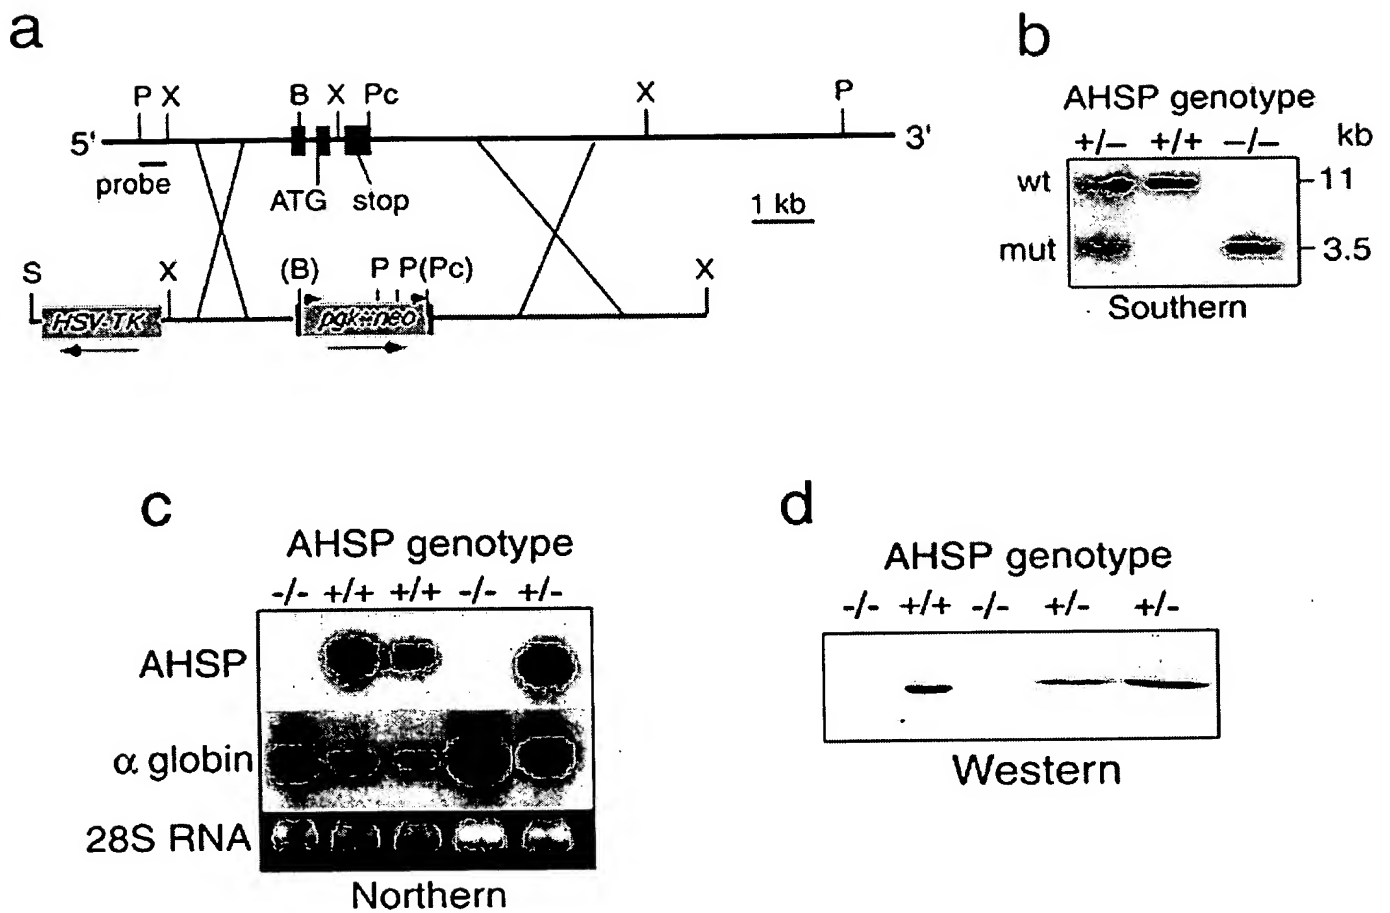 a
P X B X Pc X P
5' 3'
probe
ATG stop
1 kb
S X (B) P P(Pc) X
HSV-TK pgk-neo
b
AHSP genotype
+/– +/+ –/– kb
wt 11
mut 3.5
Southern
c
AHSP genotype
-/- +/+ +/+ -/- +/-
AHSP
α globin
28S RNA
Northern
d
AHSP genotype
-/- +/+ -/- +/- +/-
Western